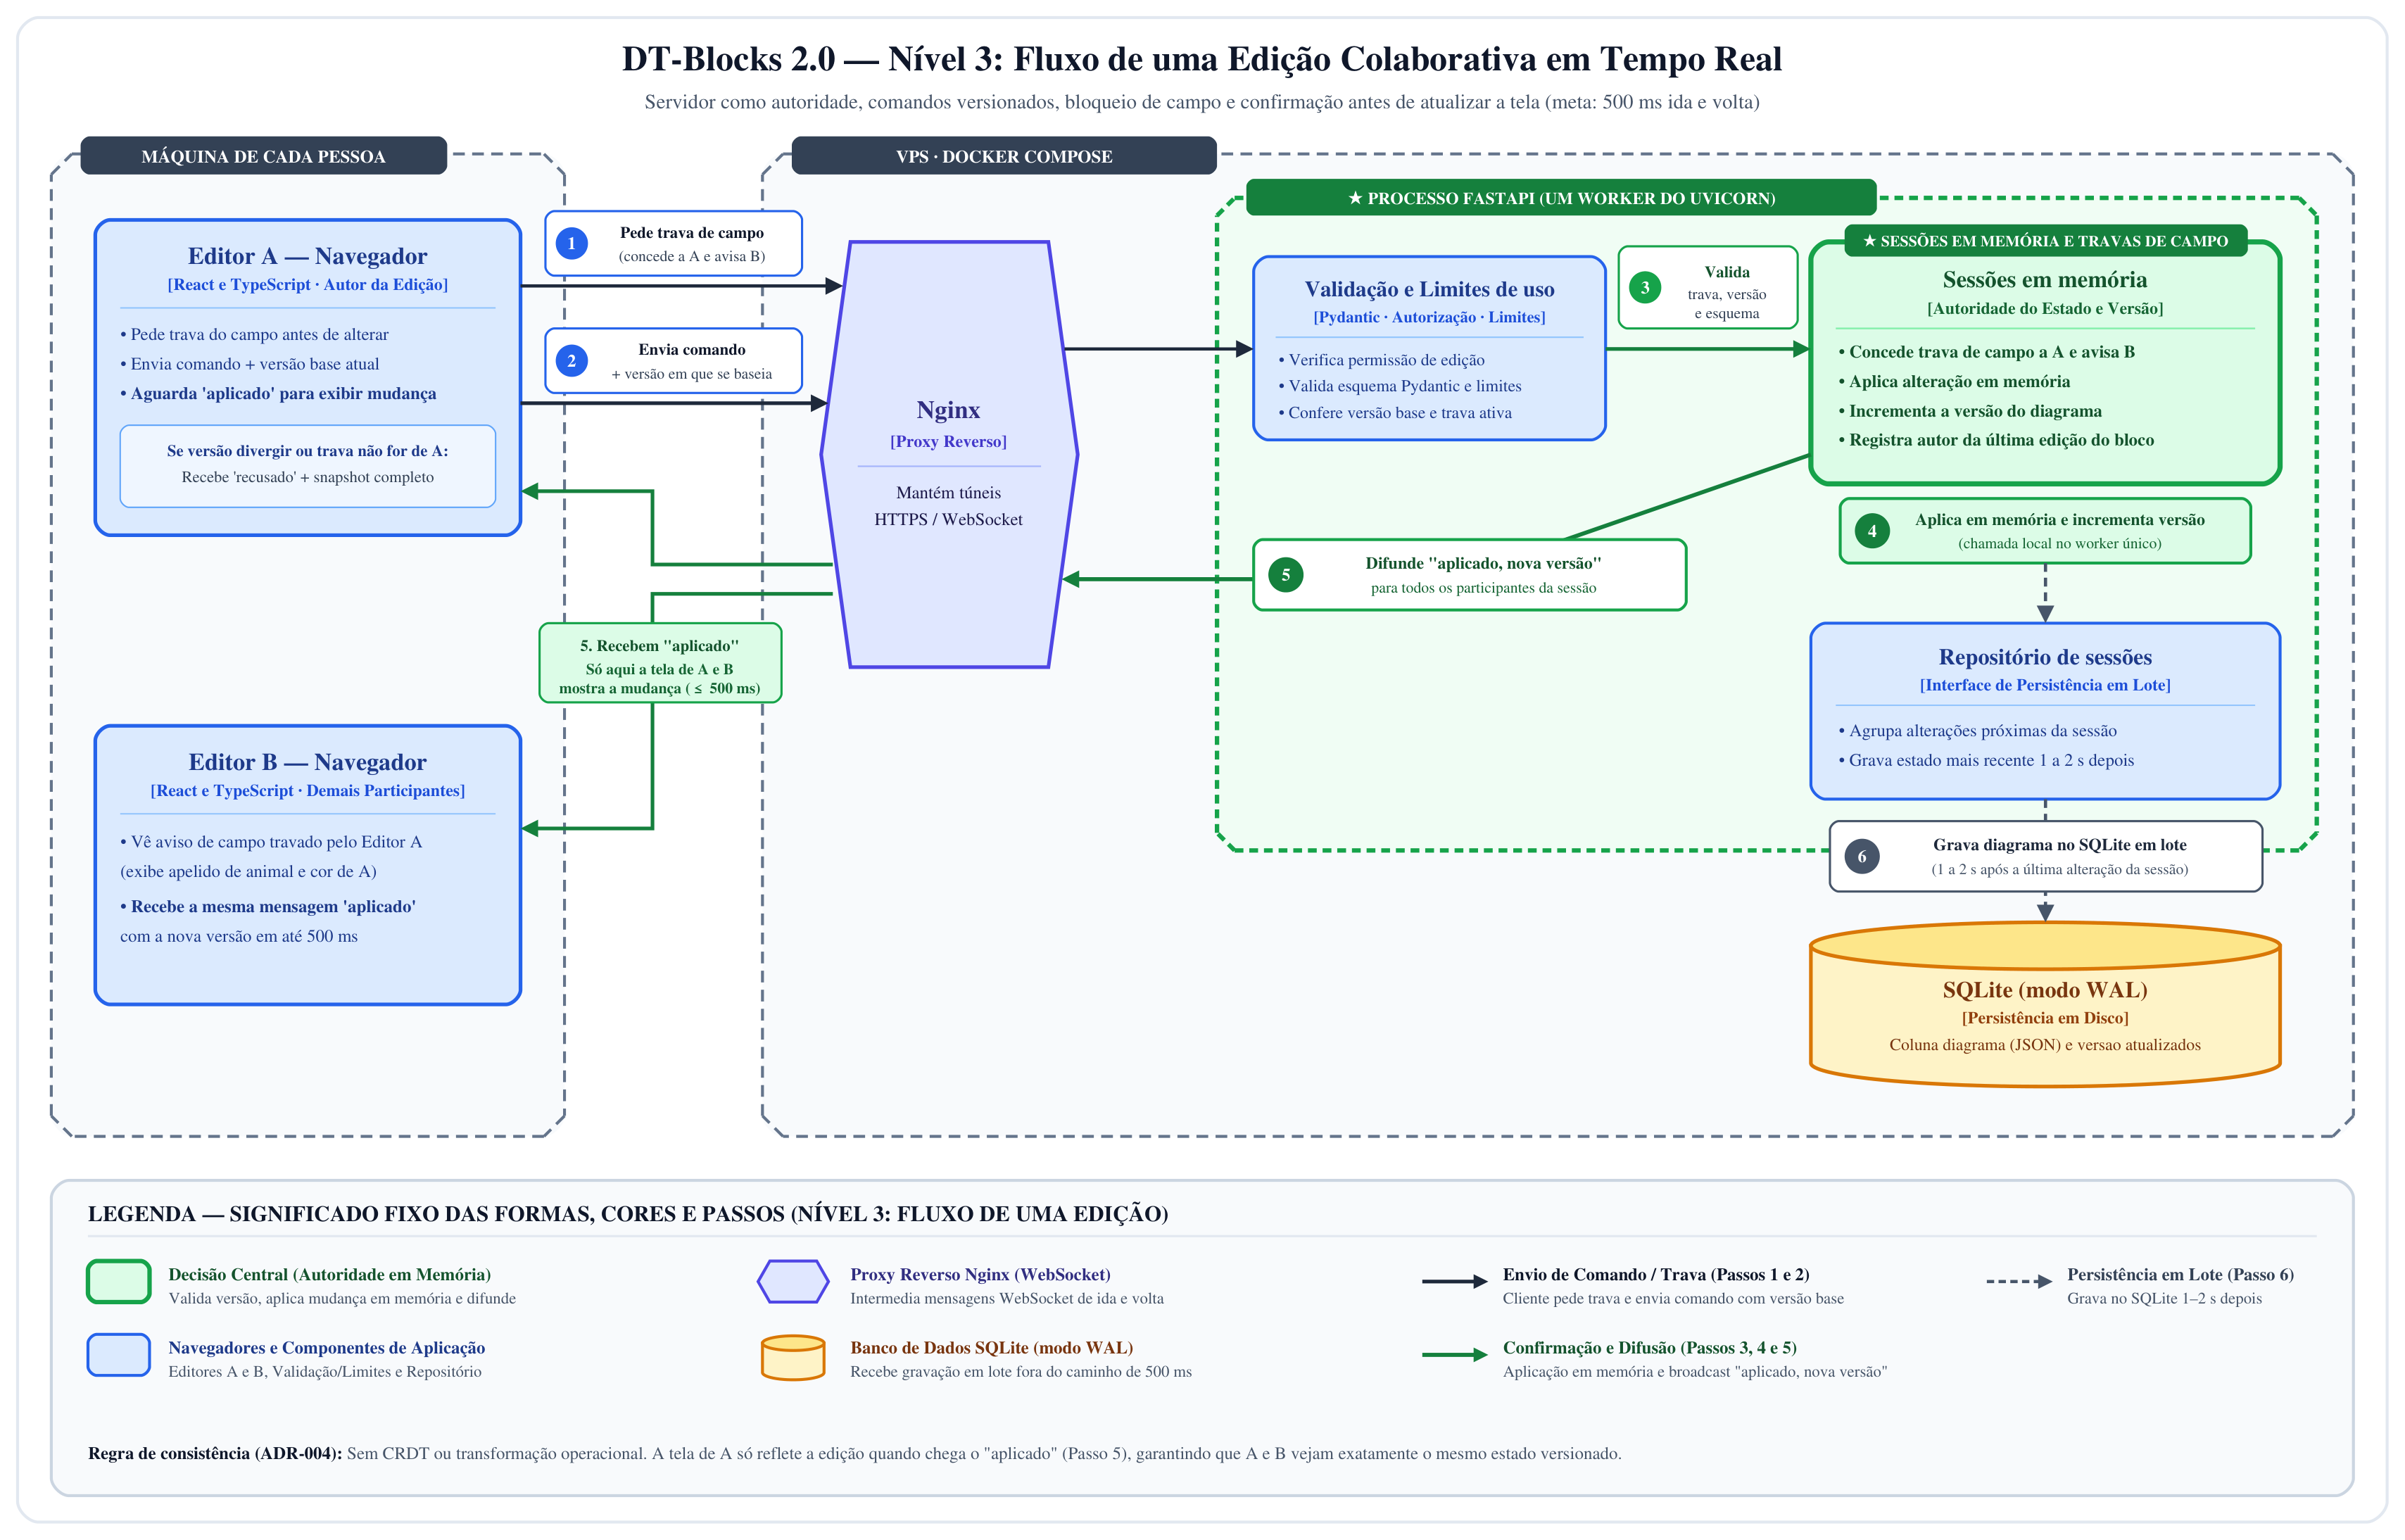 DT-Blocks 2.0 — Nível 3: Fluxo de uma Edição Colaborativa em Tempo Real
Servidor como autoridade, comandos versionados, bloqueio de campo e confirmação antes de atualizar a tela (meta: 500 ms ida e volta)
MÁQUINA DE CADA PESSOA
Editor A — Navegador
[React e TypeScript · Autor da Edição]
• Pede trava do campo antes de alterar
• Envia comando + versão base atual
• Aguarda 'aplicado' para exibir mudança
Se versão divergir ou trava não for de A:
Recebe 'recusado' + snapshot completo
1
Pede trava de campo
(concede a A e avisa B)
2
Envia comando
+ versão em que se baseia
5. Recebem "aplicado"
Só aqui a tela de A e B
mostra a mudança ( ≤ 500 ms)
Editor B — Navegador
[React e TypeScript · Demais Participantes]
• Vê aviso de campo travado pelo Editor A
(exibe apelido de animal e cor de A)
• Recebe a mesma mensagem 'aplicado'
com a nova versão em até 500 ms
VPS · DOCKER COMPOSE
Nginx
[Proxy Reverso]
Mantém túneis
HTTPS / WebSocket
★ PROCESSO FASTAPI (UM WORKER DO UVICORN)
Validação e Limites de uso
[Pydantic · Autorização · Limites]
• Verifica permissão de edição
• Valida esquema Pydantic e limites
• Confere versão base e trava ativa
3
Valida
trava, versão
e esquema
★ SESSÕES EM MEMÓRIA E TRAVAS DE CAMPO
Sessões em memória
[Autoridade do Estado e Versão]
• Concede trava de campo a A e avisa B
• Aplica alteração em memória
• Incrementa a versão do diagrama
• Registra autor da última edição do bloco
4
Aplica em memória e incrementa versão
(chamada local no worker único)
5
Difunde "aplicado, nova versão"
para todos os participantes da sessão
Repositório de sessões
[Interface de Persistência em Lote]
• Agrupa alterações próximas da sessão
• Grava estado mais recente 1 a 2 s depois
6
Grava diagrama no SQLite em lote
(1 a 2 s após a última alteração da sessão)
SQLite (modo WAL)
[Persistência em Disco]
Coluna diagrama (JSON) e versao atualizados
LEGENDA — SIGNIFICADO FIXO DAS FORMAS, CORES E PASSOS (NÍVEL 3: FLUXO DE UMA EDIÇÃO)
Decisão Central (Autoridade em Memória)
Valida versão, aplica mudança em memória e difunde
Proxy Reverso Nginx (WebSocket)
Intermedia mensagens WebSocket de ida e volta
Envio de Comando / Trava (Passos 1 e 2)
Cliente pede trava e envia comando com versão base
Persistência em Lote (Passo 6)
Grava no SQLite 1–2 s depois
Navegadores e Componentes de Aplicação
Editores A e B, Validação/Limites e Repositório
Banco de Dados SQLite (modo WAL)
Recebe gravação em lote fora do caminho de 500 ms
Confirmação e Difusão (Passos 3, 4 e 5)
Aplicação em memória e broadcast "aplicado, nova versão"
Regra de consistência (ADR-004): Sem CRDT ou transformação operacional. A tela de A só reflete a edição quando chega o "aplicado" (Passo 5), garantindo que A e B vejam exatamente o mesmo estado versionado.